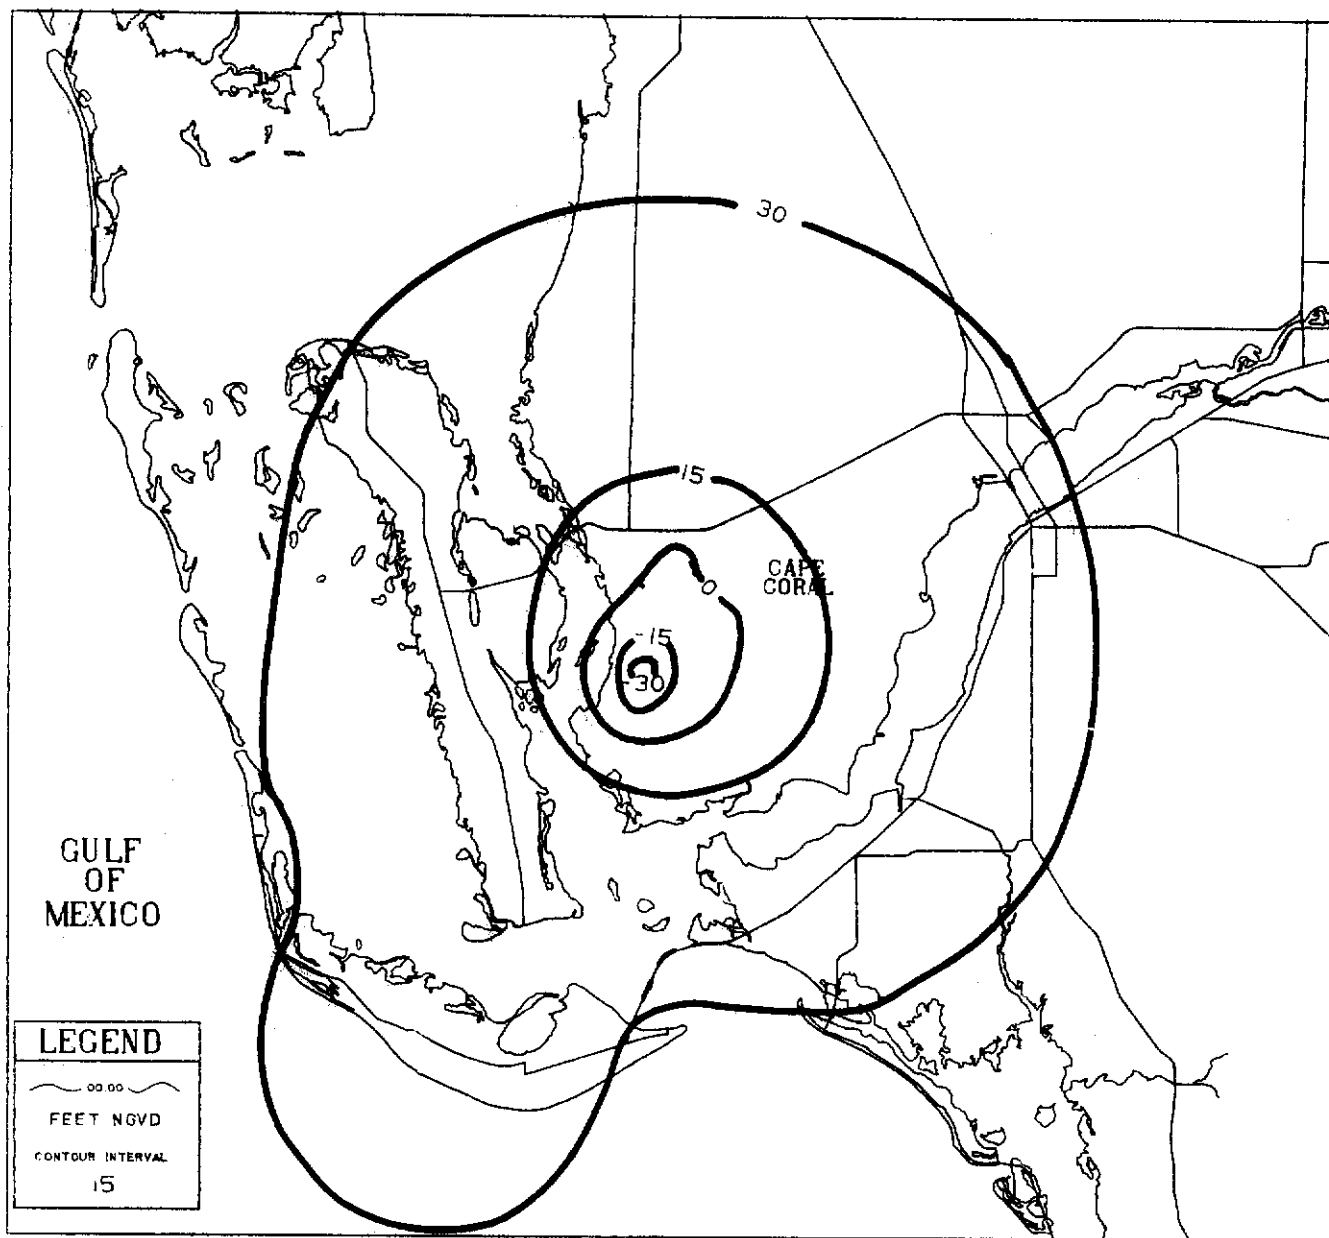 30
15
CAPE
CORAL
0
-15
-30
GULF
OF
MEXICO
LEGEND
00.00
FEET NGVD
CONTOUR INTERVAL
15